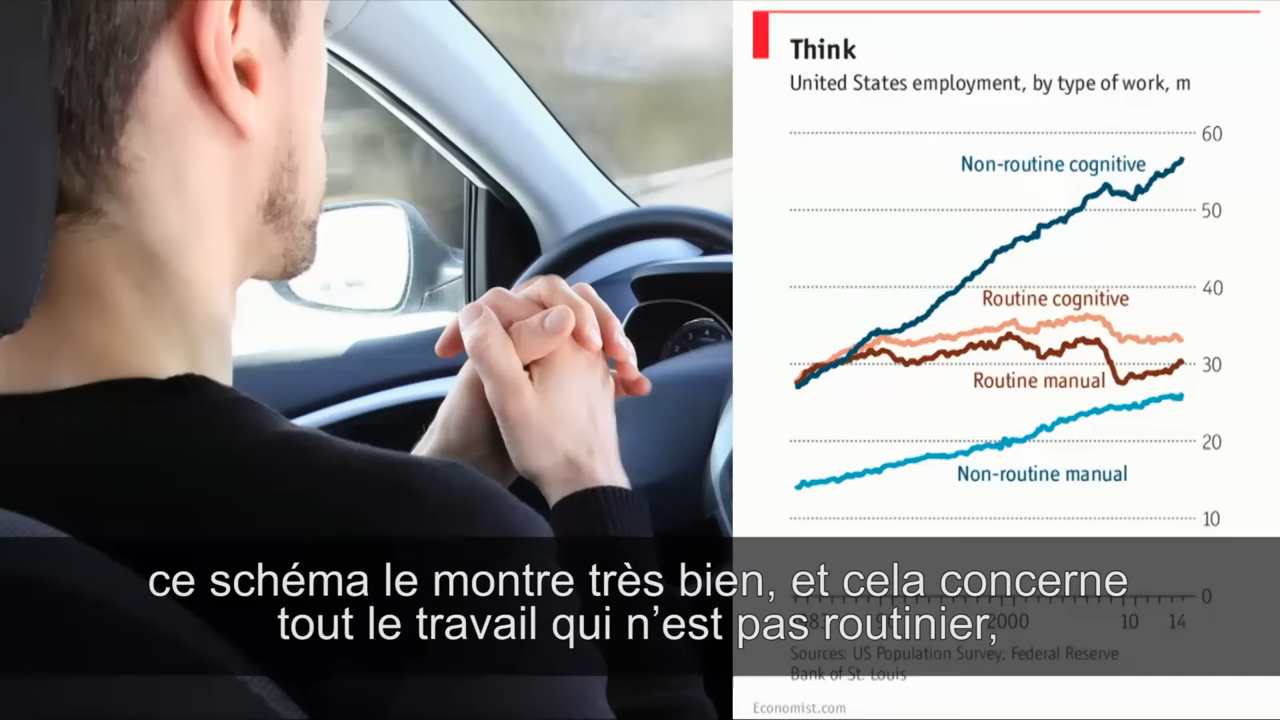 Think
United States employment, by type of work, m
60
Non-routine cognitive
50
40
Routine cognitive
30
Routine manual
20
Non-routine manual
10
0
2000
10
14
ce schéma le montre très bien, et cela concerne
tout le travail qui n’est pas routinier,
Sources: US Population Survey; Federal Reserve
Bank of St. Louis
Economist.com